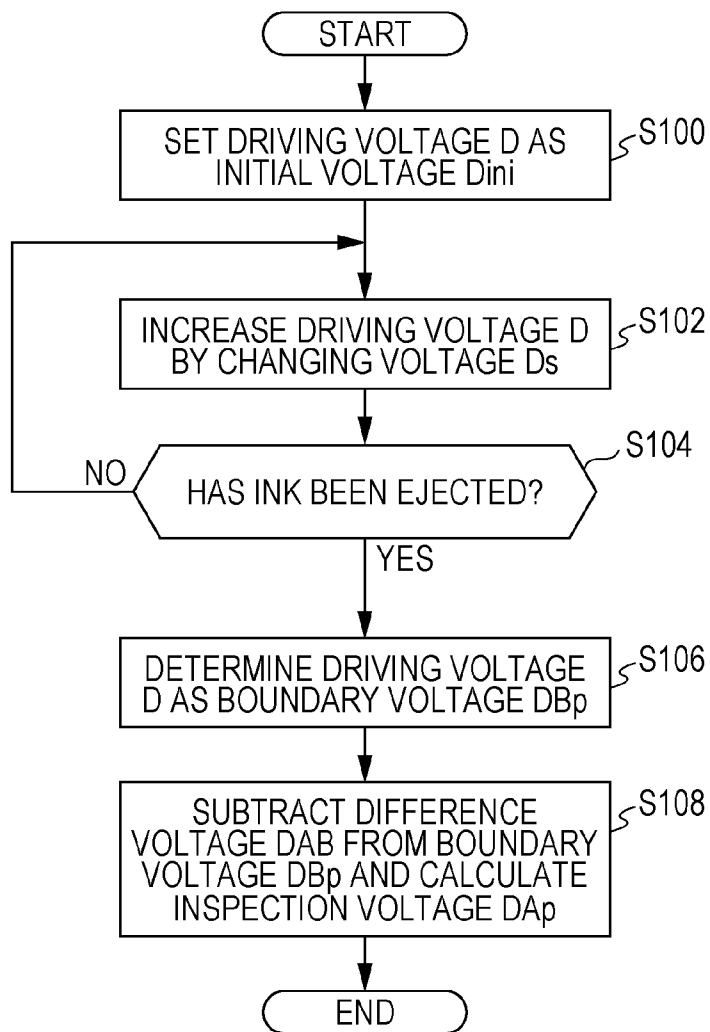 START
SET DRIVING VOLTAGE D AS
INITIAL VOLTAGE Dini
S100
INCREASE DRIVING VOLTAGE D
BY CHANGING VOLTAGE Ds
S102
HAS INK BEEN EJECTED?
S104
NO
YES
DETERMINE DRIVING VOLTAGE
D AS BOUNDARY VOLTAGE DBp
S106
SUBTRACT DIFFERENCE
VOLTAGE DAB FROM BOUNDARY
VOLTAGE DBp AND CALCULATE
INSPECTION VOLTAGE DAp
S108
END